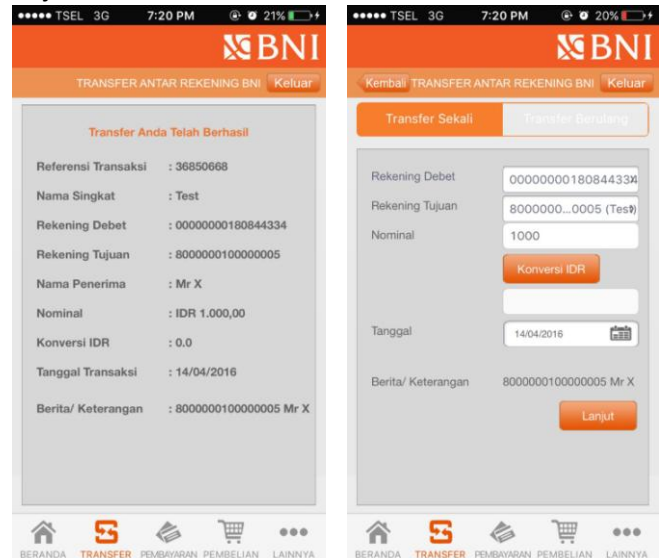 TSEL 3G 7:20 PM 21%
BNI
TRANSFER ANTAR REKENING BNI Keluar
Transfer Anda Telah Berhasil
Referensi Transaksi : 36850668
Nama Singkat : Test
Rekening Debet : 00000000180844334
Rekening Tujuan : 8000000100000005
Nama Penerima : Mr X
Nominal : IDR 1.000,00
Konversi IDR : 0.0
Tanggal Transaksi : 14/04/2016
Berita/ Keterangan : 8000000100000005 Mr X
BERANDA TRANSFER PEMBAYARAN PEMBELIAN LAINNYA
TSEL 3G 7:20 PM 20%
BNI
Kembali TRANSFER ANTAR REKENING BNI Keluar
Transfer Sekali Transfer Berulang
Rekening Debet 00000000180844334
Rekening Tujuan 8000000...0005 (Test)
Nominal 1000
Konversi IDR
Tanggal 14/04/2016
Berita/ Keterangan 8000000100000005 Mr X
Lanjut
BERANDA TRANSFER PEMBAYARAN PEMBELIAN LAINNYA